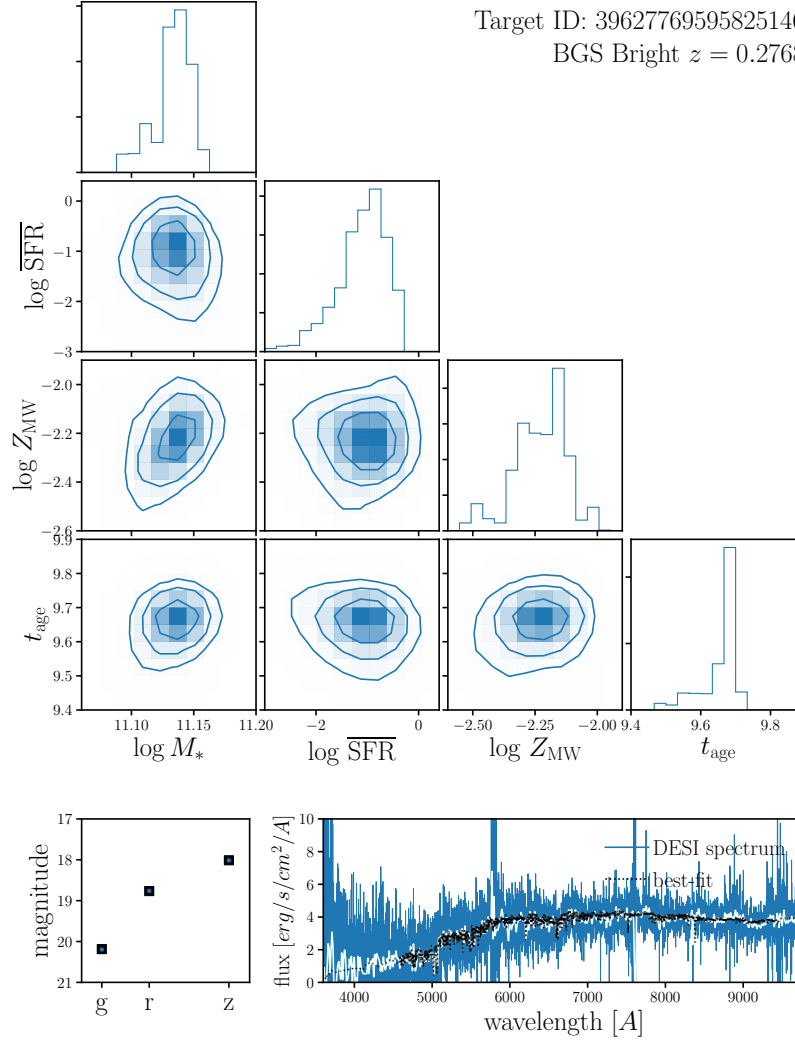 Target ID: 39627769595825146
BGS Bright z = 0.2768
0
−1
−2
−3
log SFR
−2.0
−2.2
−2.4
−2.6
log Z_MW
9.9
9.8
9.7
9.6
9.5
9.4
t_age
11.10 11.15 11.20
−2 0
−2.50 −2.25 −2.00
9.4 9.6 9.8
log M_*
log SFR
log Z_MW
t_age
17
18
19
20
21
magnitude
g r z
10
8
6
4
2
0
flux [erg/s/cm²/A]
DESI spectrum
best-fit
4000 5000 6000 7000 8000 9000
wavelength [A]